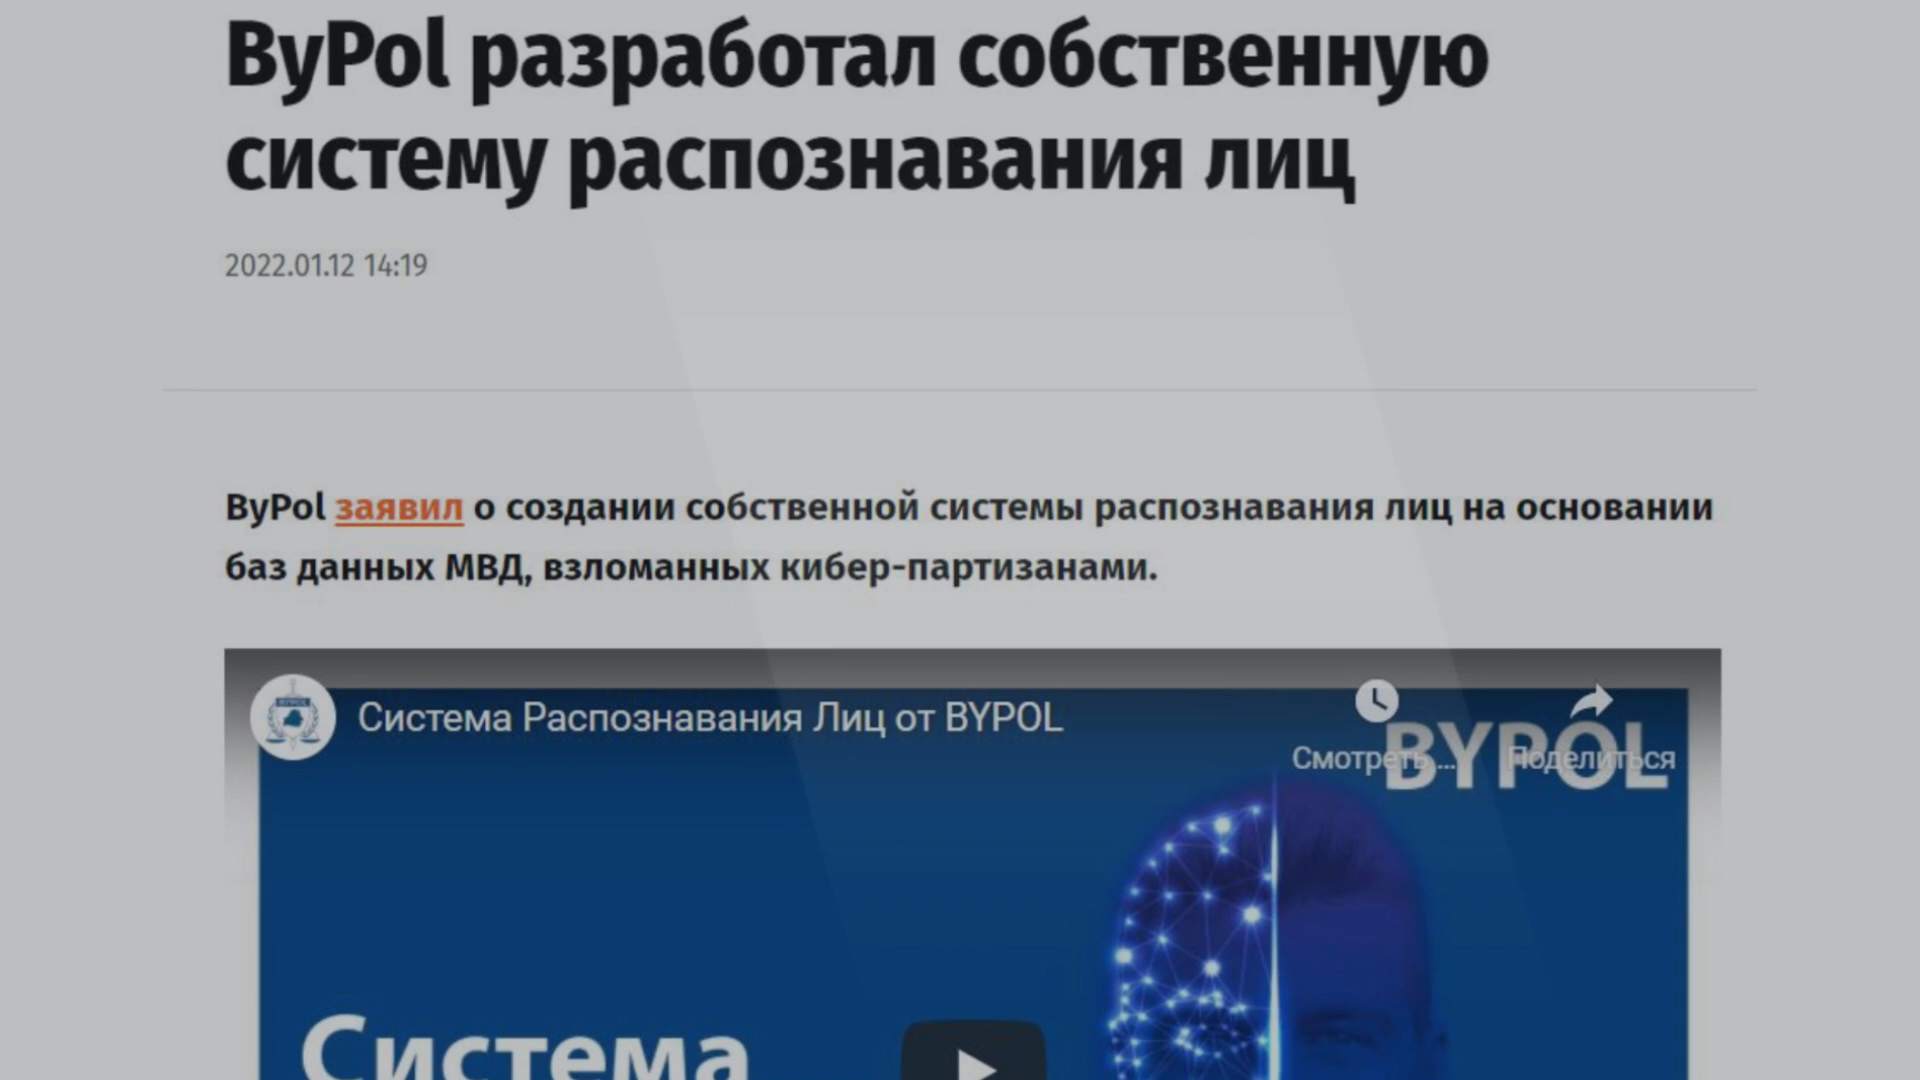 ByPol разработал собственную
систему распознавания лиц
2022.01.12 14:19
ByPol заявил о создании собственной системы распознавания лиц на основании
баз данных МВД, взломанных кибер-партизанами.
Система Распознавания Лиц от BYPOL
BYPOL
Смотреть ... Поделиться
Система